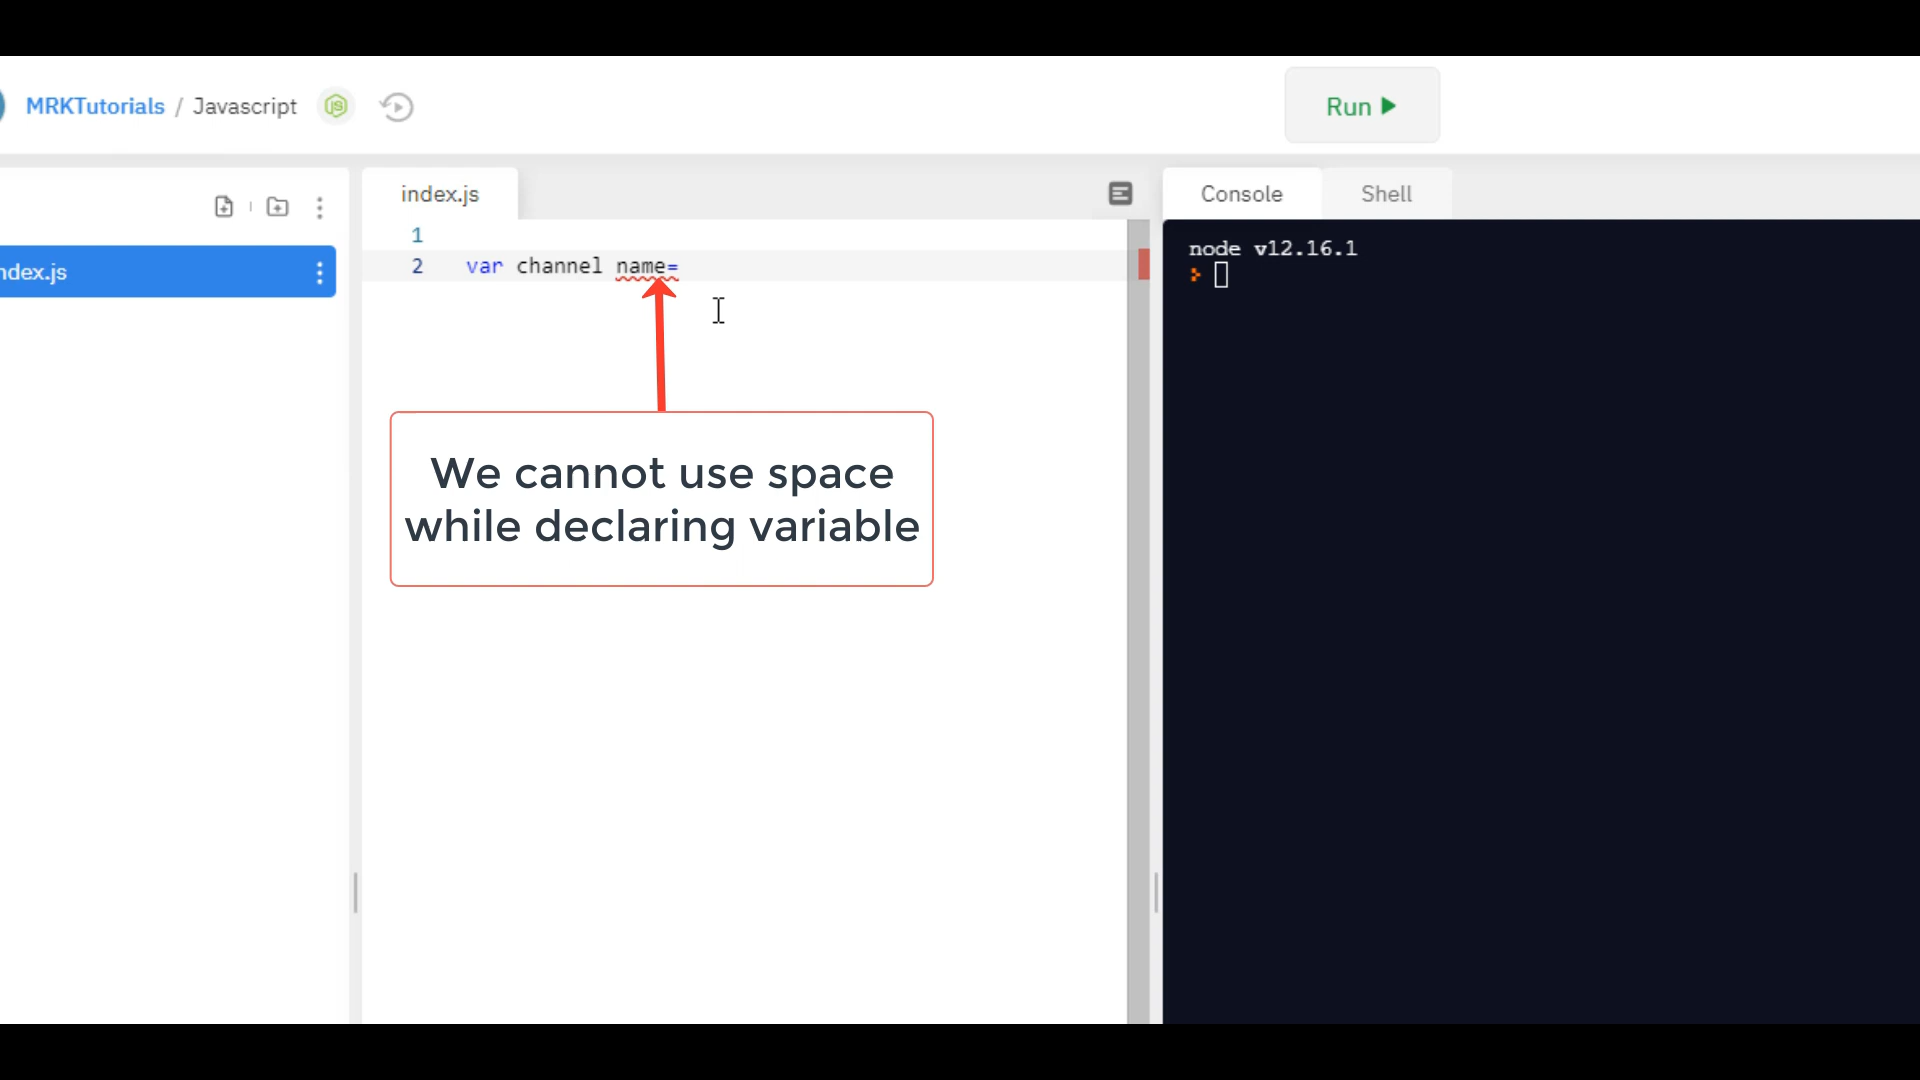 MRKTutorials / Javascript
Run
index.js
Console
Shell
ndex.js
1
2 var channel name=
node v12.16.1
We cannot use space
while declaring variable